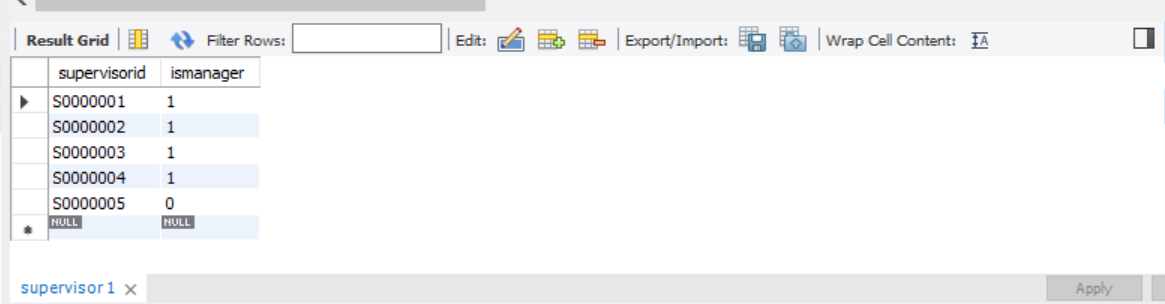 Result Grid Filter Rows: Edit: Export/Import: Wrap Cell Content: IA
supervisorid ismanager
S0000001 1
S0000002 1
S0000003 1
S0000004 1
S0000005 0
NULL NULL
supervisor 1 × Apply